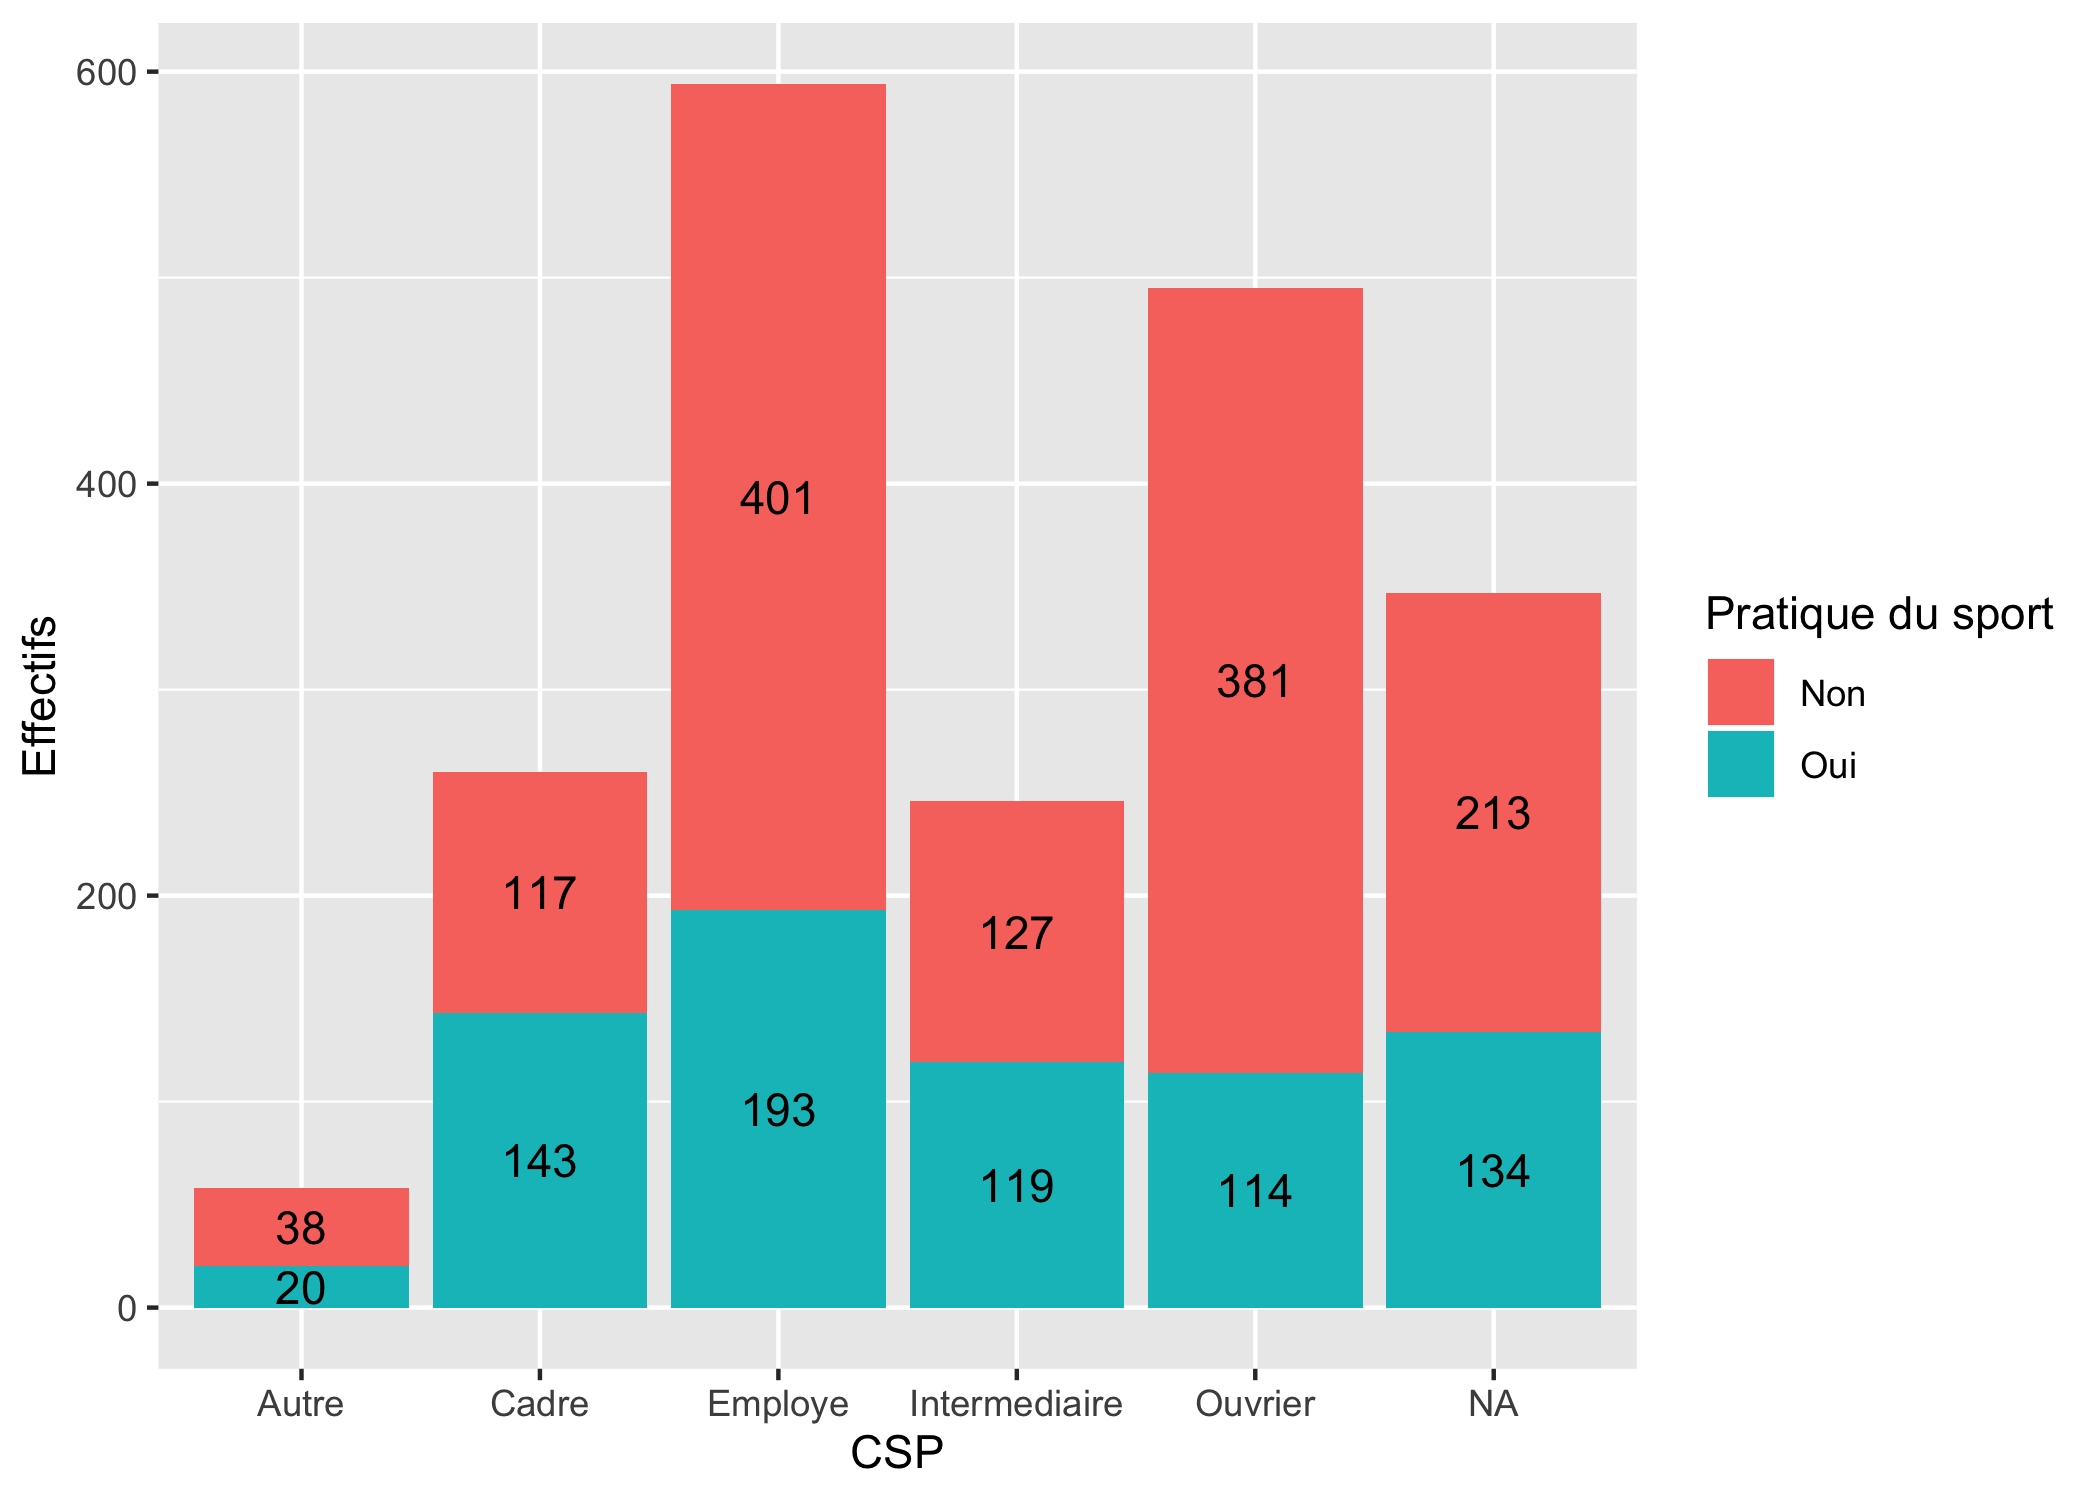 600
400
200
0
Effectifs
401
381
213
117
127
193
143
119
114
134
38
20
Autre Cadre Employe Intermediaire Ouvrier NA
CSP
Pratique du sport
Non
Oui